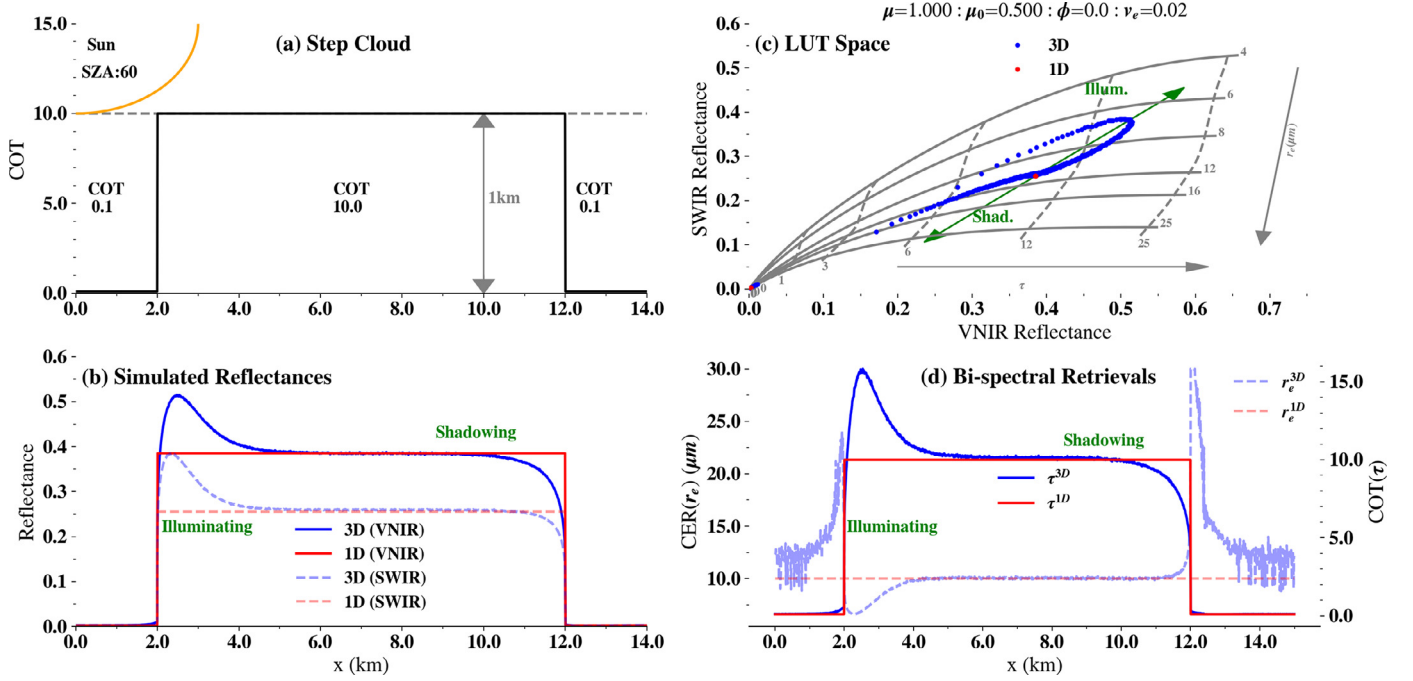 15.0
10.0
5.0
0.0
COT
Sun
SZA:60
(a) Step Cloud
COT
0.1
COT
10.0
1km
COT
0.1
0.0 2.0 4.0 6.0 8.0 10.0 12.0 14.0
μ=1.000 : μ₀=0.500 : ϕ=0.0 : νₑ=0.02
(c) LUT Space
3D
1D
0.6
0.5
0.4
0.3
0.2
0.1
0.0
SWIR Reflectance
Illum.
Shad.
4
6
8
12
16
25
1
3
6
12
25
rₑ(μm)
τ
0.0 0.1 0.2 0.3 0.4 0.5 0.6 0.7
VNIR Reflectance
0.6
0.5
0.4
0.3
0.2
0.1
0.0
Reflectance
(b) Simulated Reflectances
Shadowing
Illuminating
3D (VNIR)
1D (VNIR)
3D (SWIR)
1D (SWIR)
0.0 2.0 4.0 6.0 8.0 10.0 12.0 14.0
x (km)
30.0
25.0
20.0
15.0
10.0
CER(rₑ) (μm)
(d) Bi-spectral Retrievals
rₑ³ᴰ
rₑ¹ᴰ
Shadowing
τ³ᴰ
τ¹ᴰ
Illuminating
15.0
10.0
5.0
0.0
COT(τ)
0.0 2.0 4.0 6.0 8.0 10.0 12.0 14.0
x (km)